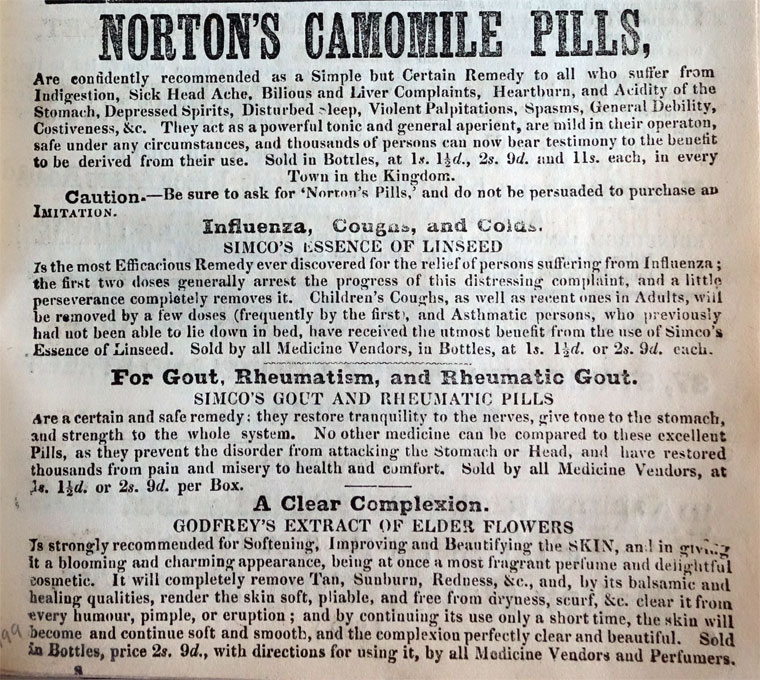 NORTON'S CAMOMILE PILLS,
Are confidently recommended as a Simple but Certain Remedy to all who suffer from
Indigestion, Sick Head Ache, Bilious and Liver Complaints, Heartburn, and Acidity of the
Stomach, Depressed Spirits, Disturbed Sleep, Violent Palpitations, Spasms, General Debility,
Costiveness, &c. They act as a powerful tonic and general aperient, are mild in their operaton,
safe under any circumstances, and thousands of persons can now bear testimony to the benefit
to be derived from their use. Sold in Bottles, at 1s. 1½d., 2s. 9d. and 11s. each, in every
Town in the Kingdom.
Caution.—Be sure to ask for 'Norton's Pills,' and do not be persuaded to purchase an
IMITATION.
Influenza, Coughs, and Colds.
SIMCO'S ESSENCE OF LINSEED
Is the most Efficacious Remedy ever discovered for the relief of persons suffering from Influenza;
the first two doses generally arrest the progress of this distressing complaint, and a little
perseverance completely removes it. Children's Coughs, as well as recent ones in Adults, will
be removed by a few doses (frequently by the first), and Asthmatic persons, who previously
had not been able to lie down in bed, have received the utmost benefit from the use of Simco's
Essence of Linseed. Sold by all Medicine Vendors, in Bottles, at 1s. 1½d. or 2s. 9d. each.
For Gout, Rheumatism, and Rheumatic Gout.
SIMCO'S GOUT AND RHEUMATIC PILLS
Are a certain and safe remedy: they restore tranquility to the nerves, give tone to the stomach,
and strength to the whole system. No other medicine can be compared to these excellent
Pills, as they prevent the disorder from attacking the Stomach or Head, and have restored
thousands from pain and misery to health and comfort. Sold by all Medicine Vendors, at
1s. 1½d. or 2s. 9d. per Box.
A Clear Complexion.
GODFREY'S EXTRACT OF ELDER FLOWERS
Is strongly recommended for Softening, Improving and Beautifying the SKIN, and in giving
it a blooming and charming appearance, being at once a most fragrant perfume and delightful
cosmetic. It will completely remove Tan, Sunburn, Redness, &c., and, by its balsamic and
healing qualities, render the skin soft, pliable, and free from dryness, scurf, &c. clear it from
every humour, pimple, or eruption; and by continuing its use only a short time, the skin will
become and continue soft and smooth, and the complexion perfectly clear and beautiful. Sold
in Bottles, price 2s. 9d., with directions for using it, by all Medicine Vendors and Perfumers.